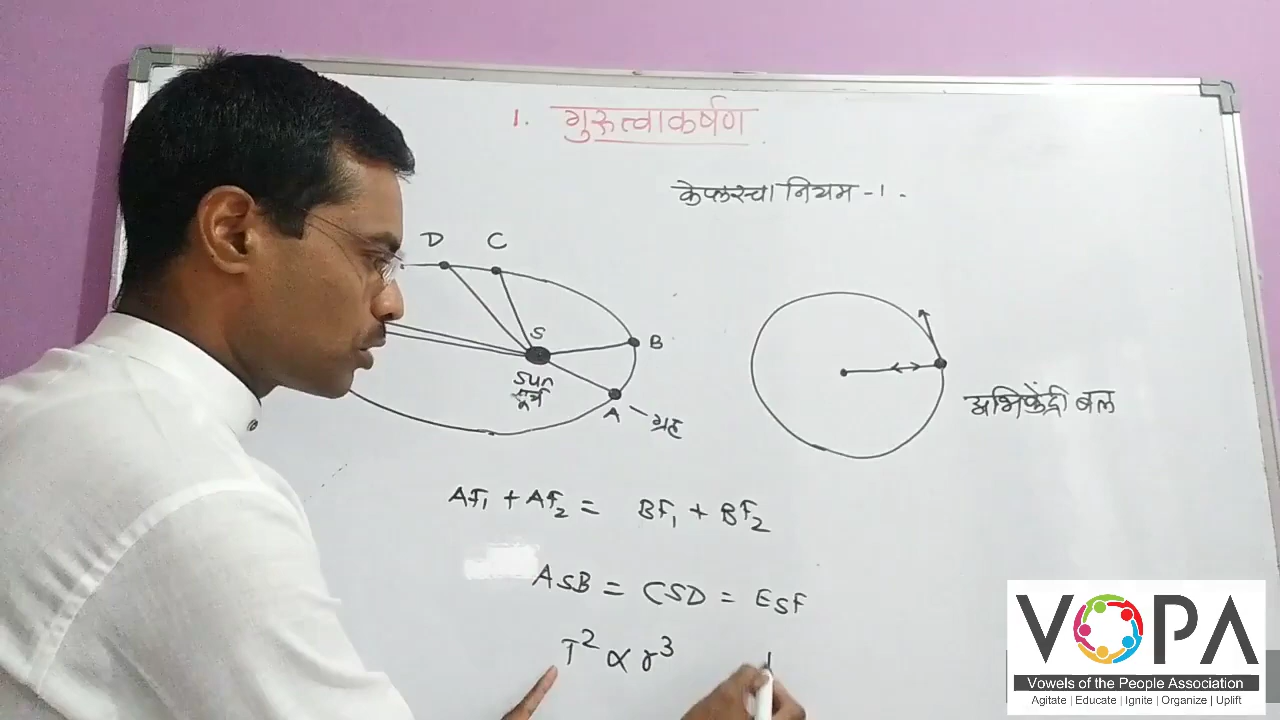 1. गुरुत्वाकर्षण
केप्लरचा नियम - 1.
D C
S
B
sun
सूर्य
A
ग्रह
अभिकेंद्री बल
AF₁ + AF₂ = BF₁ + BF₂
ASB = CSD = ESF
T² ∝ r³
VOPA
Vowels of the People Association
Agitate | Educate | Ignite | Organize | Uplift